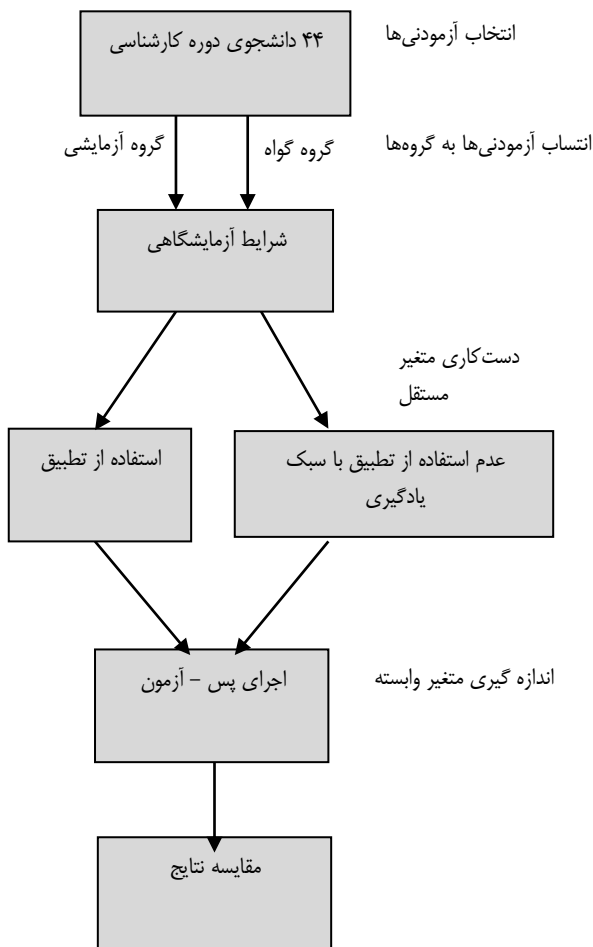 انتخاب آزمودنی‌ها
۴۴ دانشجوی دوره کارشناسی
انتساب آزمودنی‌ها به گروه‌ها
گروه گواه
گروه آزمایشی
شرایط آزمایشگاهی
دست‌کاری متغیر
مستقل
عدم استفاده از تطبیق با سبک
یادگیری
استفاده از تطبیق
اندازه گیری متغیر وابسته
اجرای پس – آزمون
مقایسه نتایج